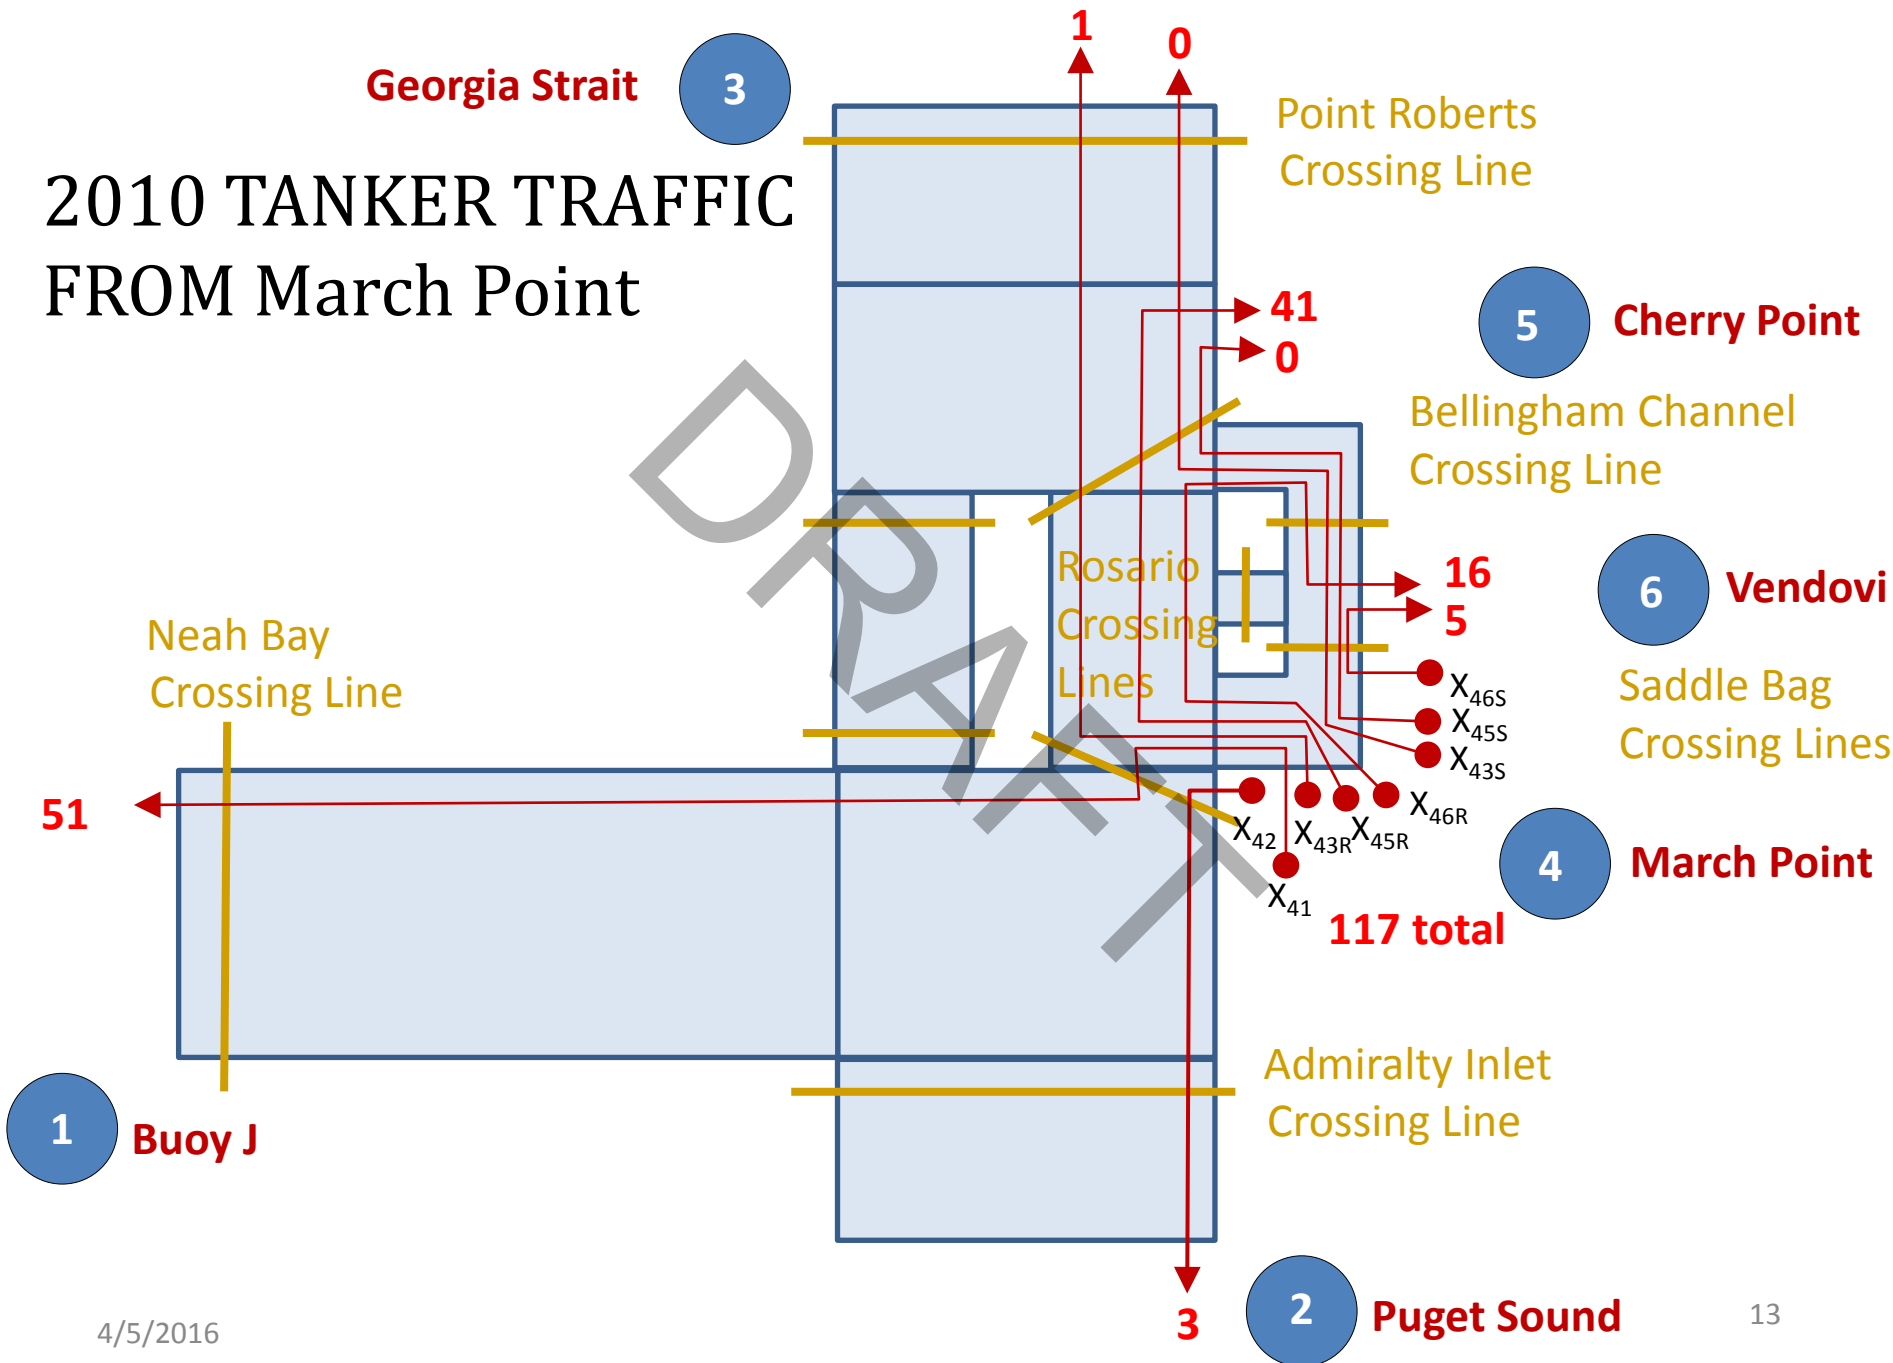 1
0
Georgia Strait
3
Point Roberts
Crossing Line
2010 TANKER TRAFFIC
FROM March Point
41
0
5
Cherry Point
Bellingham Channel
Crossing Line
Rosario
Crossing
Lines
16
5
6
Vendovi
Neah Bay
Crossing Line
X46S
X45S
X43S
Saddle Bag
Crossing Lines
51
X42
X43R
X45R
X46R
X41
4
March Point
117 total
Admiralty Inlet
Crossing Line
1
Buoy J
3
2
Puget Sound
4/5/2016
13
DRAFT